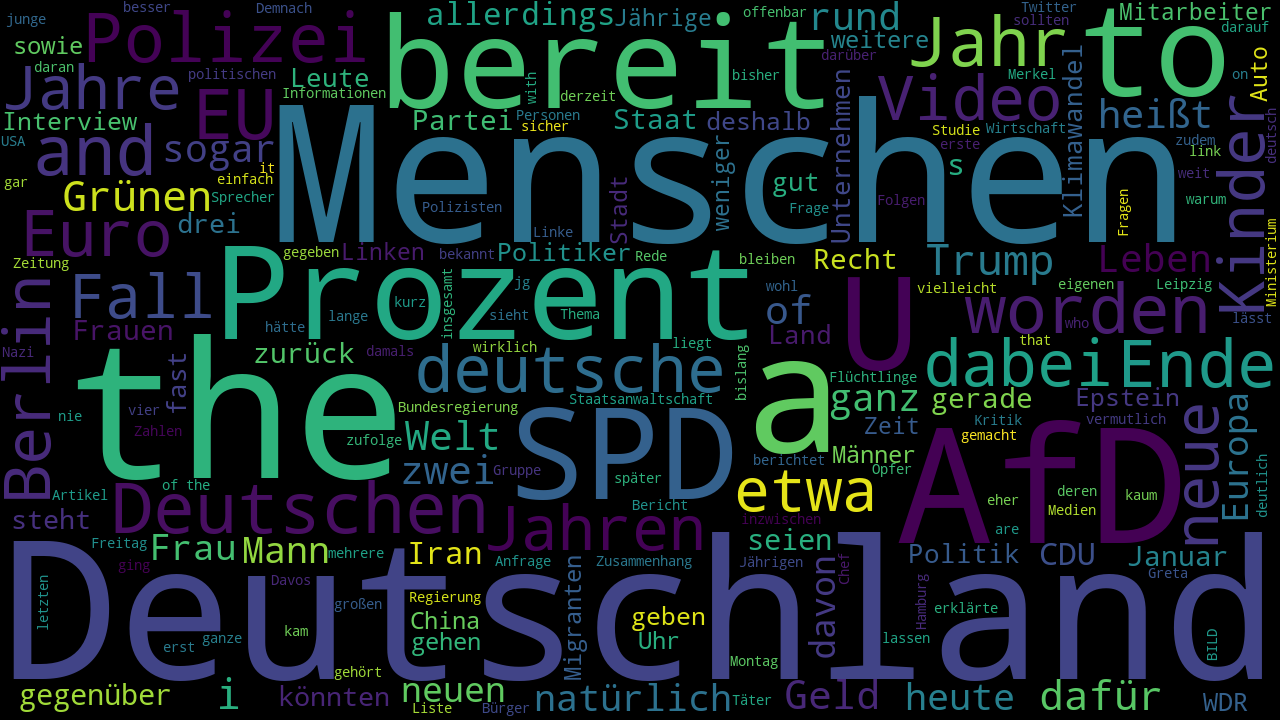 junge
besser
Demnach
Polizei
allerdings
Jährige
offenbar
rund
Jahr
Twitter
sollten
Mitarbeiter
darauf
sowie
daran
politischen
bereit
weitere
darüber
to
Jahre
EU
Leute
Informationen
with
derzeit
bisher
Video
Merkel
on
Auto
Interview
USA
and
sogar
Partei
Personen
sicher
Staat
deshalb
Unternehmen
Studie
erste
Wirtschaft
Klimawandel
heißt
zudem
link
deutsch
gar
Grünen
it
einfach
Sprecher
Menschen
weniger
gut
Frage
Folgen
s
Fragen
weit
warum
Kinder
Euro
drei
Polizisten
Linke
Stadt
Zeitung
gegeben
Linken
bekannt
Politiker
Rede
bleiben
Recht
Trump
Leben
Ministerium
Berlin
Fall
Prozent
insgesamt
kurz
jg
wohl
of
U
vielleicht
eigenen
Leipzig
Frauen
hätte
lange
sieht
Thema
Land
worden
who
lässt
Nazi
fast
zurück
damals
wirklich
liegt
that
the
deutsche
bislang
a
Flüchtlinge
dabei
Ende
nie
vier
Zahlen
Bundesregierung
Staatsanwaltschaft
ganz
gerade
Epstein
zufolge
Welt
SPD
Zeit
Kritik
vermutlich
gemacht
Männer
neue
Europa
zwei
Gruppe
später
berichtet
Opfer
AfD
of the
Artikel
Deutschen
Bericht
etwa
eher
deren
kaum
Medien
deutlich
steht
Jahren
inzwischen
are
Freitag
Frau
Mann
mehrere
Iran
Anfrage
Zusammenhang
seien
Politik
CDU
Januar
ging
Davos
Migranten
Jährigen
davon
Chef
Greta
letzten
Deutschland
großen
Regierung
China
geben
Hamburg
erklärte
erst
ganze
kam
gehen
Uhr
lassen
BILD
gehört
Montag
gegenüber
i
könnten
neuen
Liste
Bürger
natürlich
Täter
Geld
heute
dafür
WDR